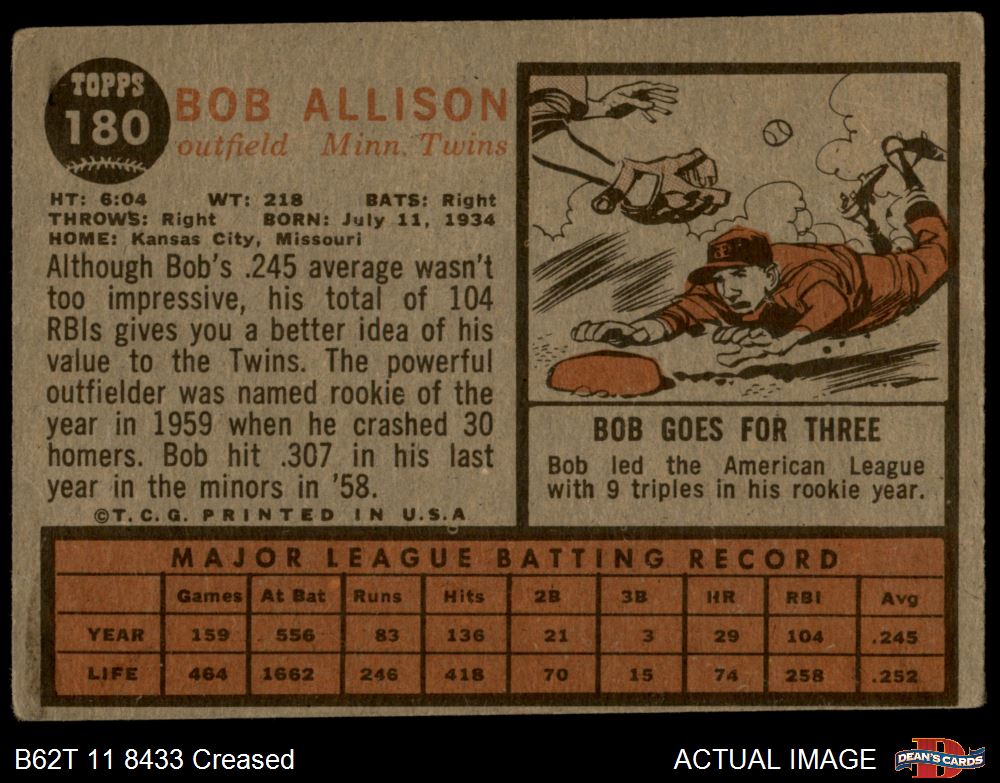 TOPPS
180
BOB ALLISON
outfield Minn. Twins
HT: 6:04 WT: 218 BATS: Right
THROWS: Right BORN: July 11, 1934
HOME: Kansas City, Missouri
Although Bob's .245 average wasn't
too impressive, his total of 104
RBIs gives you a better idea of his
value to the Twins. The powerful
outfielder was named rookie of the
year in 1959 when he crashed 30
homers. Bob hit .307 in his last
year in the minors in '58.
©T.C.G. PRINTED IN U.S.A
BOB GOES FOR THREE
Bob led the American League
with 9 triples in his rookie year.
MAJOR LEAGUE BATTING RECORD
Games At Bat Runs Hits 2B 3B HR RBI Avg
YEAR 159 556 83 136 21 3 29 104 .245
LIFE 464 1662 246 418 70 15 74 258 .252
B62T 11 8433 Creased
ACTUAL IMAGE
DEAN'S CARDS